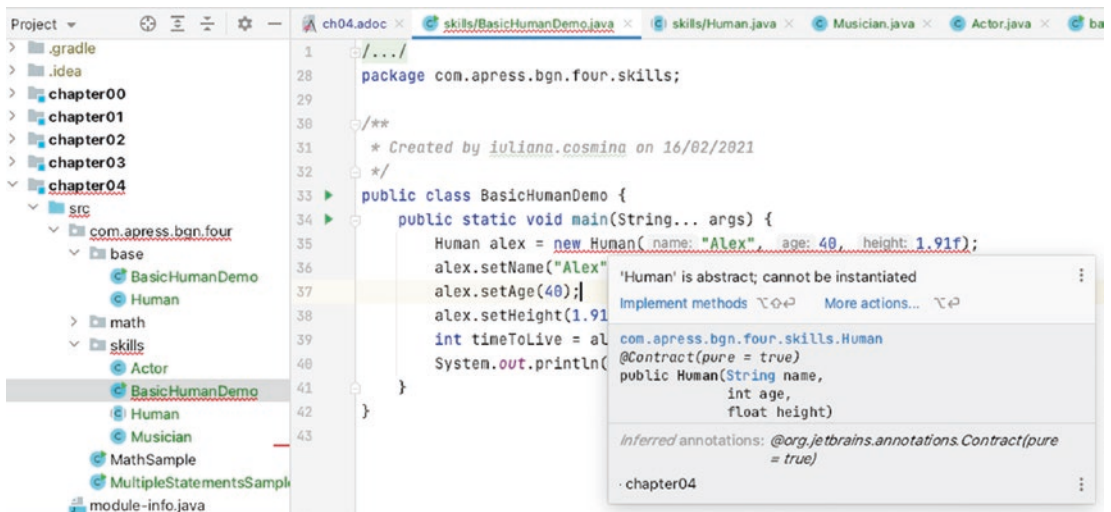 Project
ch04.adoc
skills/BasicHumanDemo.java
skills/Human.java
Musician.java
Actor.java
ba
.gradle
.idea
chapter00
chapter01
chapter02
chapter03
chapter04
src
com.apress.bgn.four
base
BasicHumanDemo
Human
math
skills
Actor
BasicHumanDemo
Human
Musician
MathSample
MultipleStatementsSampl
module-info.java
1 /.../
28 package com.apress.bgn.four.skills;
29
30 /**
31 * Created by iuliana.cosmina on 16/02/2021
32 */
33 public class BasicHumanDemo {
34 public static void main(String... args) {
35 Human alex = new Human( name: "Alex", age: 40, height: 1.91f);
36 alex.setName("Alex"
37 alex.setAge(40);
38 alex.setHeight(1.91
39 int timeToLive = al
40 System.out.println(
41 }
42 }
43
'Human' is abstract; cannot be instantiated
Implement methods ⌥⇧⏎ More actions... ⌥⏎
com.apress.bgn.four.skills.Human
@Contract(pure = true)
public Human(String name,
int age,
float height)
Inferred annotations: @org.jetbrains.annotations.Contract(pure
= true)
chapter04